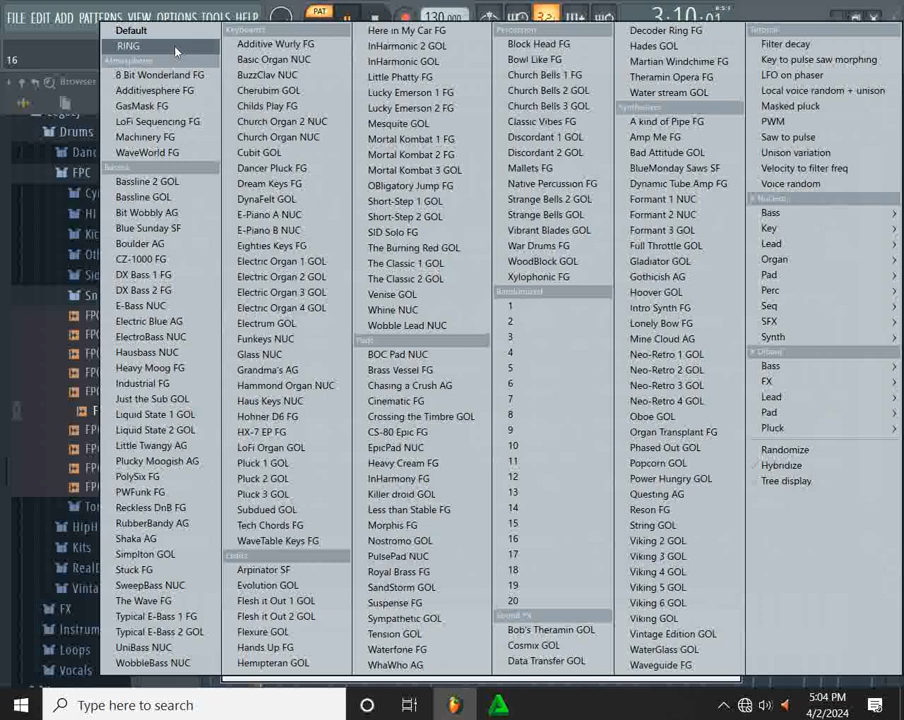 FILE EDIT ADD PATTERNS VIEW OPTIONS TOOLS HELP
PAT
130.000
3:10:01
16
Browser
Drums
FPC
HipH
Kits
FX
Loops
Vocals
Default
RING
Atmospheres
8 Bit Wonderland FG
Additivesphere FG
GasMask FG
LoFi Sequencing FG
Machinery FG
WaveWorld FG
Basses
Bassline 2 GOL
Bassline GOL
Bit Wobbly AG
Blue Sunday SF
Boulder AG
CZ-1000 FG
DX Bass 1 FG
DX Bass 2 FG
E-Bass NUC
Electric Blue AG
ElectroBass NUC
Hausbass NUC
Heavy Moog FG
Industrial FG
Just the Sub GOL
Liquid State 1 GOL
Liquid State 2 GOL
Little Twangy AG
Plucky Moogish AG
PolySix FG
PWFunk FG
Reckless DnB FG
RubberBandy AG
Shaka AG
Simplton GOL
Stuck FG
SweepBass NUC
The Wave FG
Typical E-Bass 1 FG
Typical E-Bass 2 GOL
UniBass NUC
WobbleBass NUC
Keyboards
Additive Wurly FG
Basic Organ NUC
BuzzClav NUC
Cherubim GOL
Childs Play FG
Church Organ 2 NUC
Church Organ NUC
Cubit GOL
Dancer Pluck FG
Dream Keys FG
DynaFelt GOL
E-Piano A NUC
E-Piano B NUC
Eighties Keys FG
Electric Organ 1 GOL
Electric Organ 2 GOL
Electric Organ 3 GOL
Electric Organ 4 GOL
Electrum GOL
Funkeys NUC
Glass NUC
Grandma's AG
Hammond Organ NUC
Haus Keys NUC
Hohner D6 FG
HX-7 EP FG
LoFi Organ GOL
Pluck 1 GOL
Pluck 2 GOL
Pluck 3 GOL
Subdued GOL
Tech Chords FG
WaveTable Keys FG
Leads
Arpiniator SF
Evolution GOL
Flesh it Out 1 GOL
Flesh it Out 2 GOL
Flexure GOL
Hands Up FG
Hempiteran GOL
Here in My Car FG
InHarmonic 2 GOL
InHarmonic GOL
Little Phatty FG
Lucky Emerson 1 FG
Lucky Emerson 2 FG
Mesquite GOL
Mortal Kombat 1 FG
Mortal Kombat 2 FG
Mortal Kombat 3 GOL
OBligatory Jump FG
Short-Step 1 GOL
Short-Step 2 GOL
SID Solo FG
The Burning Red GOL
The Classic 1 GOL
The Classic 2 GOL
Venise GOL
Whine NUC
Wobble Lead NUC
Pads
BOC Pad NUC
Brass Vessel FG
Chasing a Crush AG
Cinematic FG
Crossing the Timbre GOL
CS-80 Epic FG
EpicPad NUC
Heavy Cream FG
InHarmony FG
Killer droid GOL
Less than Stable FG
Morphis FG
Nostromo GOL
PulsePad NUC
Royal Brass FG
SandStorm GOL
Suspense FG
Sympathetic GOL
Tension GOL
Waterfone FG
WhaWho AG
Percussion
Block Head FG
Bowl Like FG
Church Bells 1 FG
Church Bells 2 GOL
Church Bells 3 GOL
Classic Vibes FG
Discordant 1 GOL
Discordant 2 GOL
Mallets FG
Native Percussion FG
Strange Bells 2 GOL
Strange Bells GOL
Vibrant Blades GOL
War Drums FG
WoodBlock GOL
Xylophonic FG
Randomized
1
2
3
4
5
6
7
8
9
10
11
12
13
14
15
16
17
18
19
20
Sound FX
Bob's Theramin GOL
Cosmix GOL
Data Transfer GOL
Decoder Ring FG
Hades GOL
Martian Windchime FG
Theramin Opera FG
Water stream GOL
Synthesizers
A kind of Pipe FG
Amp Me FG
Bad Attitude GOL
BlueMonday Saws SF
Dynamic Tube Amp FG
Formant 1 NUC
Formant 2 NUC
Formant 3 GOL
Full Throttle GOL
Gladiator GOL
Gothicish AG
Hoover GOL
Intro Synth FG
Lonely Bow FG
Mine Cloud AG
Neo-Retro 1 GOL
Neo-Retro 2 GOL
Neo-Retro 3 GOL
Neo-Retro 4 GOL
Oboe GOL
Organ Transplant FG
Phased Out GOL
Popcorn GOL
Power Hungry GOL
Questing AG
Reson FG
String GOL
Viking 2 GOL
Viking 3 GOL
Viking 4 GOL
Viking 5 GOL
Viking 6 GOL
Viking GOL
Vintage Edition GOL
WaterGlass GOL
Waveguide FG
Tutorial
Filter decay
Key to pulse saw morphing
LFO on phaser
Local voice random + unison
Masked pluck
PWM
Saw to pulse
Unison variation
Velocity to filter freq
Voice random
Bass
Key
Lead
Organ
Pad
Perc
Seq
SFX
Synth
Bass
FX
Lead
Pad
Pluck
Randomize
Hybridize
Tree display
Type here to search
5:04 PM
4/2/2024